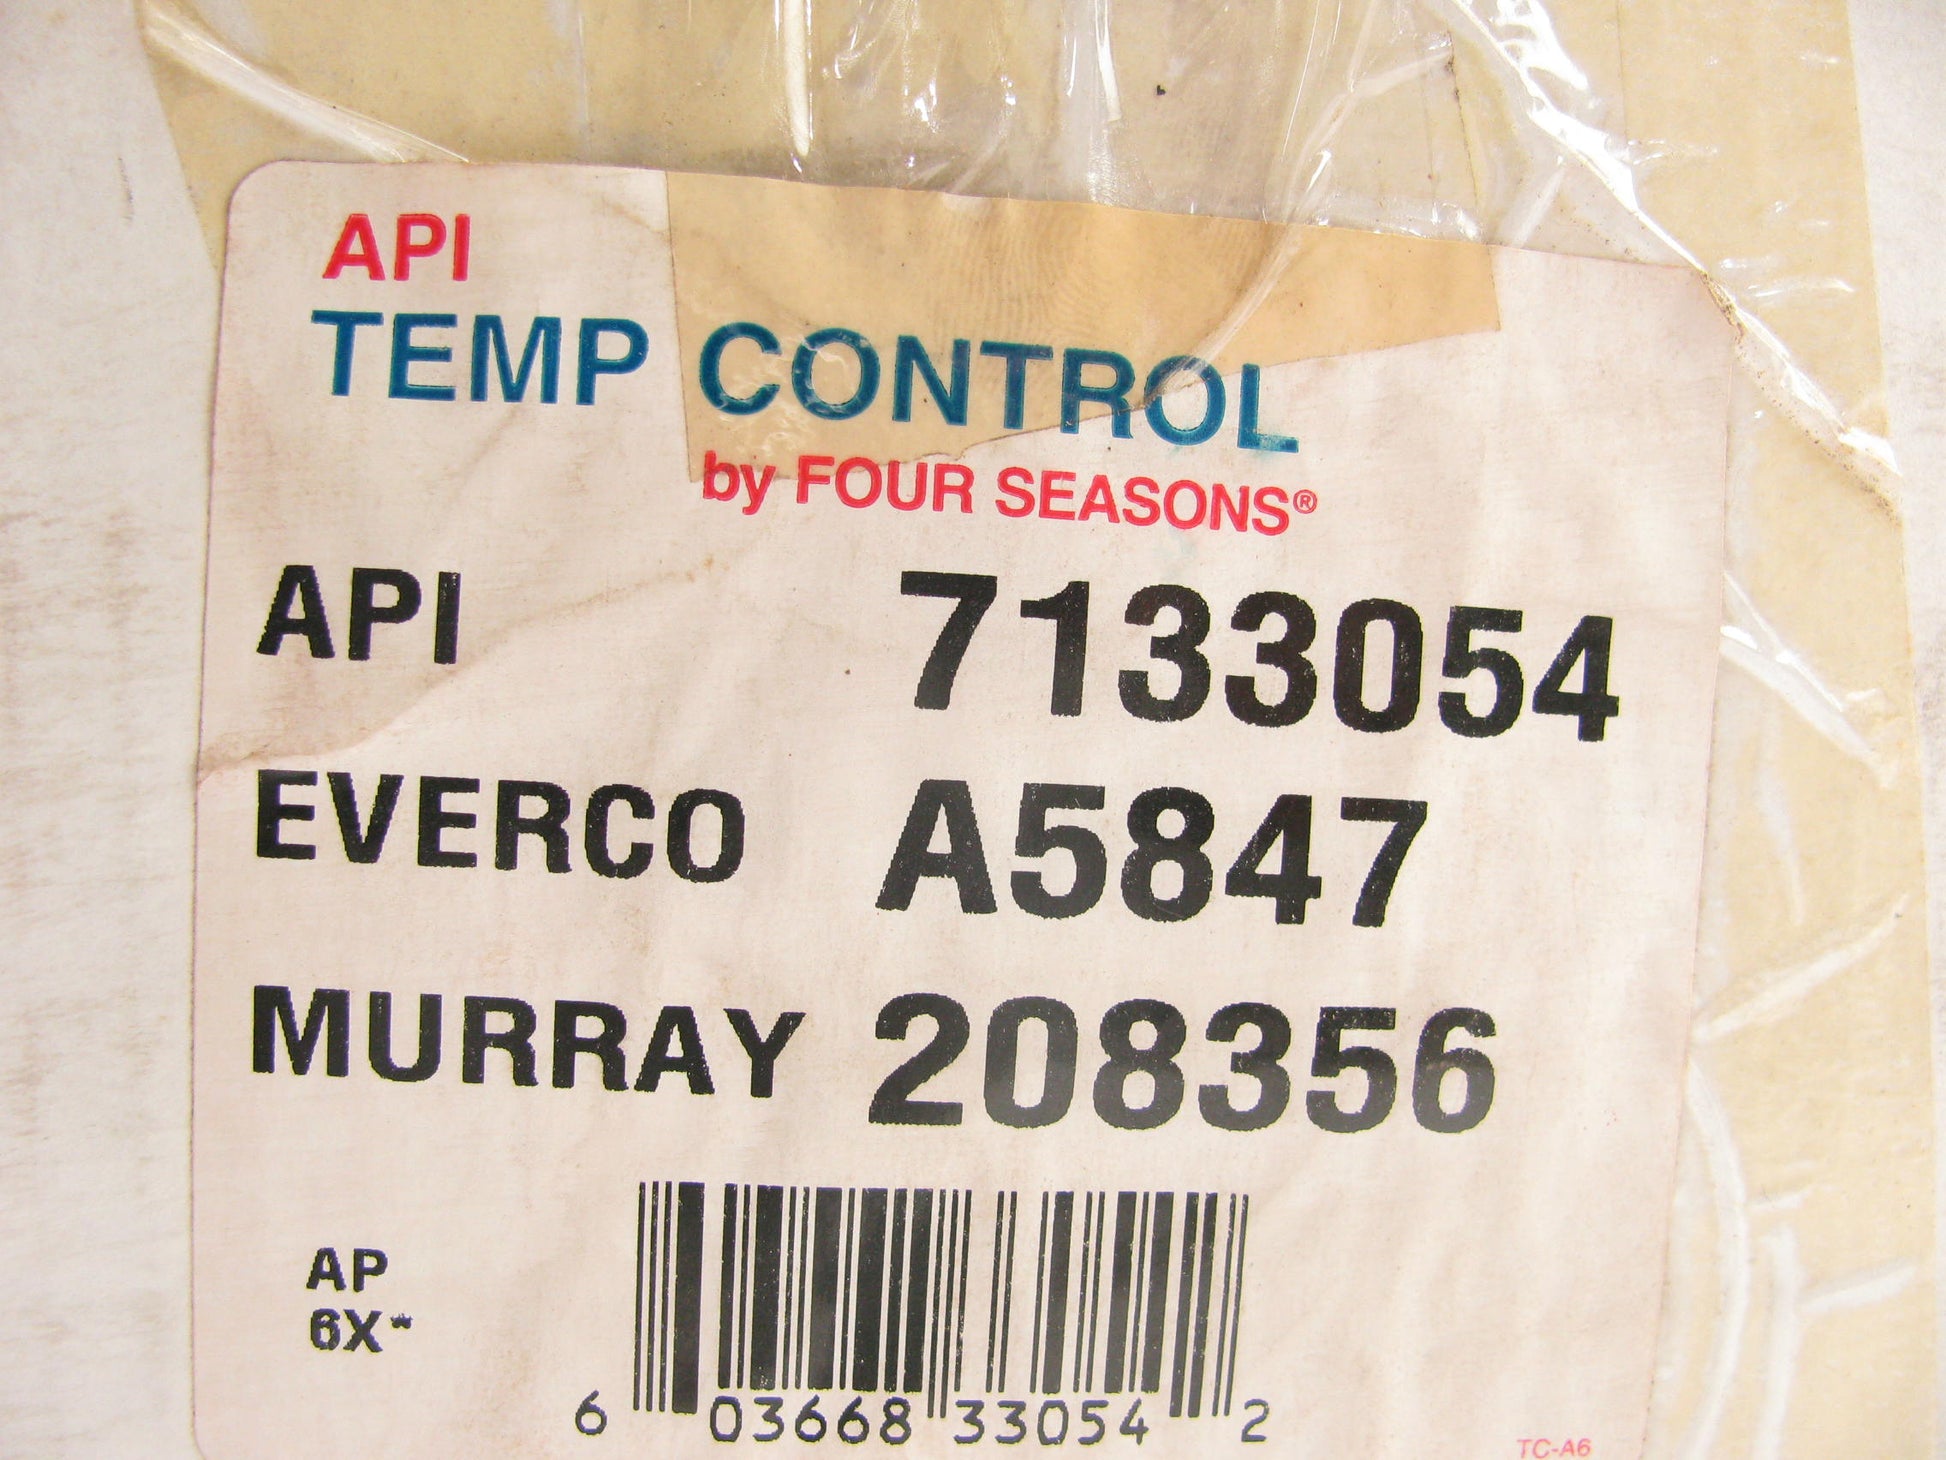 API
TEMP CONTROL
by FOUR SEASONS®
API 7133054
EVERCO A5847
MURRAY 208356
AP
6X*
6 03668 33054 2
TC-A6